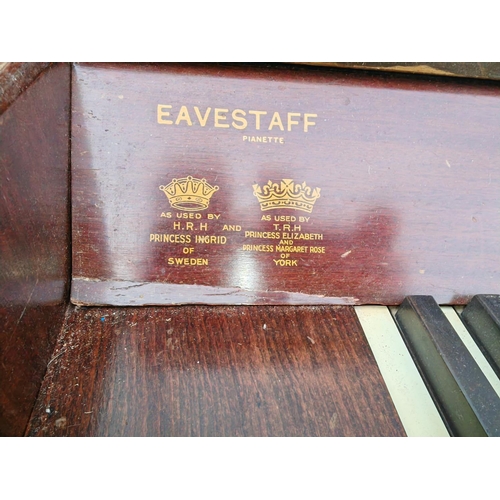 EAVESTAFF
PIANETTE
AS USED BY
H.R.H
PRINCESS INGRID
OF
SWEDEN
AND
AS USED BY
T.R.H
PRINCESS ELIZABETH
AND
PRINCESS MARGARET ROSE
OF
YORK